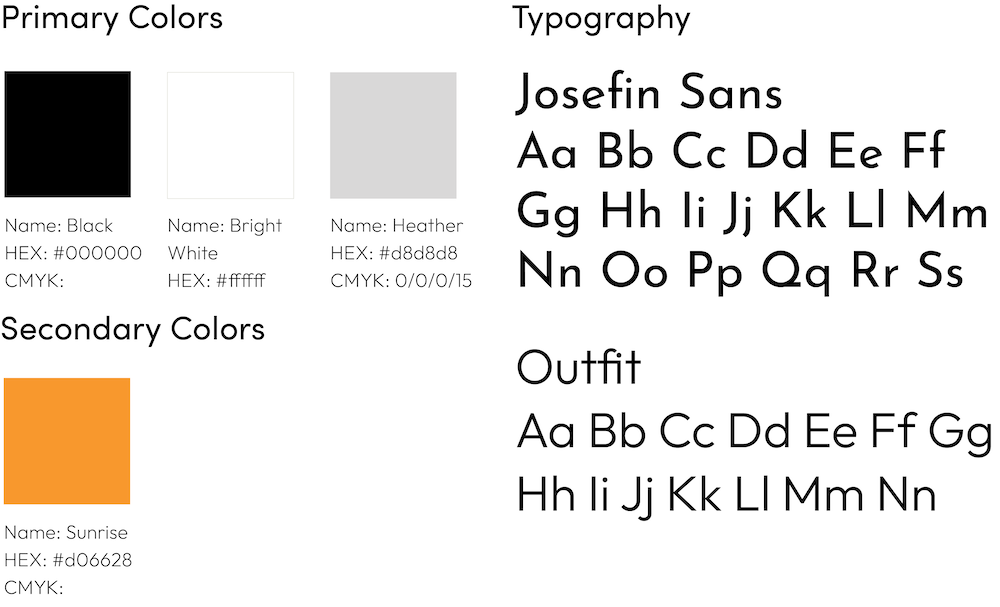 Primary Colors
Name: Black
HEX: #000000
CMYK:
Name: Bright
White
HEX: #ffffff
Name: Heather
HEX: #d8d8d8
CMYK: 0/0/0/15
Secondary Colors
Name: Sunrise
HEX: #d06628
CMYK:
Typography
Josefin Sans
Aa Bb Cc Dd Ee Ff
Gg Hh Ii Jj Kk Ll Mm
Nn Oo Pp Qq Rr Ss
Outfit
Aa Bb Cc Dd Ee Ff Gg
Hh Ii Jj Kk Ll Mm Nn